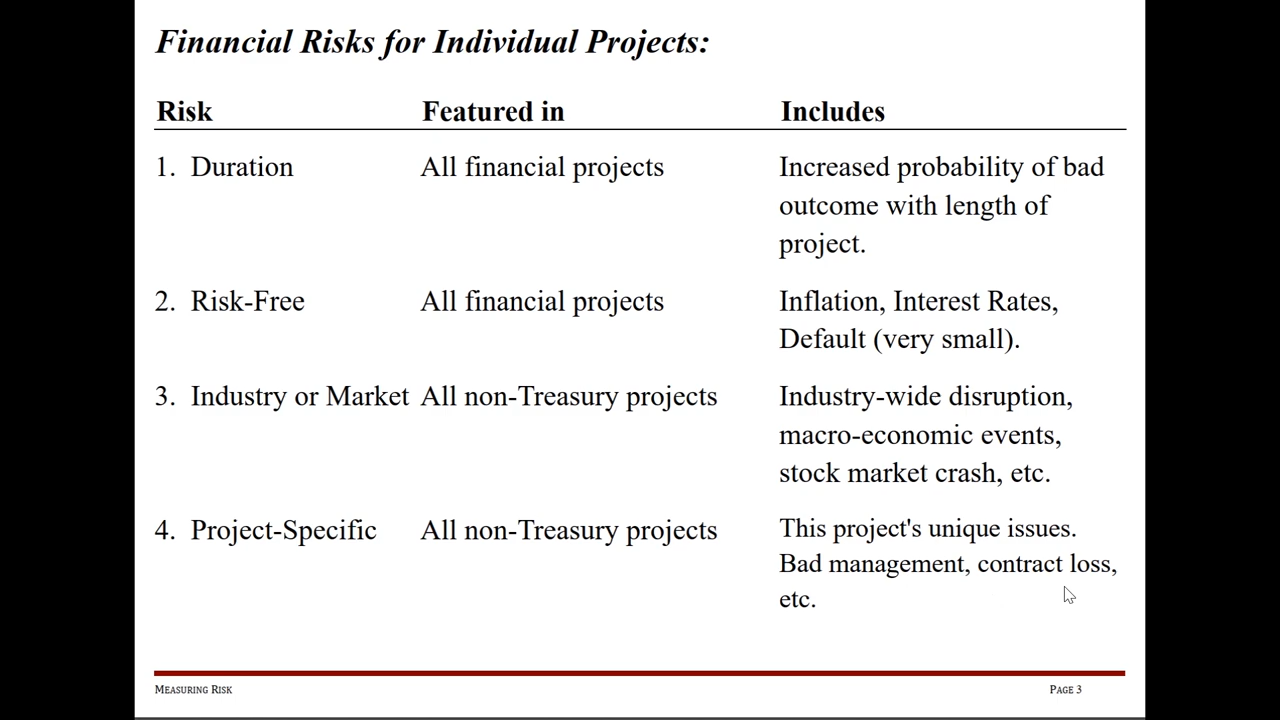 Financial Risks for Individual Projects:
Risk Featured in Includes
1. Duration All financial projects Increased probability of bad
outcome with length of
project.
2. Risk-Free All financial projects Inflation, Interest Rates,
Default (very small).
3. Industry or Market All non-Treasury projects Industry-wide disruption,
macro-economic events,
stock market crash, etc.
4. Project-Specific All non-Treasury projects This project's unique issues.
Bad management, contract loss,
etc.
MEASURING RISK PAGE 3